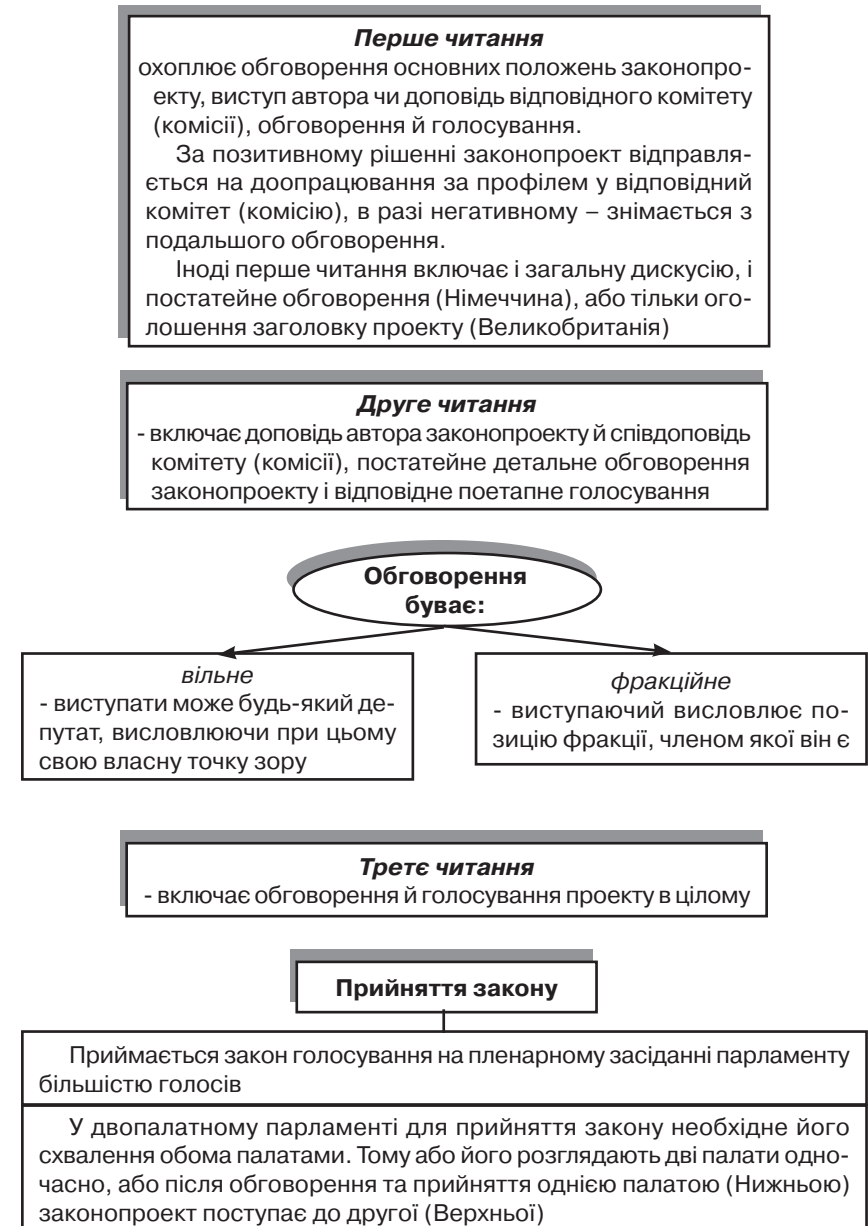 Перше читання
охоплює обговорення основних положень законопро-
екту, виступ автора чи доповідь відповідного комітету
(комісії), обговорення й голосування.
За позитивному рішенні законопроект відправля-
ється на доопрацювання за профілем у відповідний
комітет (комісію), в разі негативному – знімається з
подальшого обговорення.
Іноді перше читання включає і загальну дискусію, і
постатейне обговорення (Німеччина), або тільки ого-
лошення заголовку проекту (Великобританія)
Друге читання
- включає доповідь автора законопроекту й співдоповідь
комітету (комісії), постатейне детальне обговорення
законопроекту і відповідне поетапне голосування
Обговорення
буває:
вільне
- виступати може будь-який де-
путат, висловлюючи при цьому
свою власну точку зору
фракційне
- виступаючий висловлює по-
зицію фракції, членом якої він є
Третє читання
- включає обговорення й голосування проекту в цілому
Прийняття закону
Приймається закон голосування на пленарному засіданні парламенту
більшістю голосів
У двопалатному парламенті для прийняття закону необхідне його
схвалення обома палатами. Тому або його розглядають дві палати одно-
часно, або після обговорення та прийняття однією палатою (Нижньою)
законопроект поступає до другої (Верхньої)